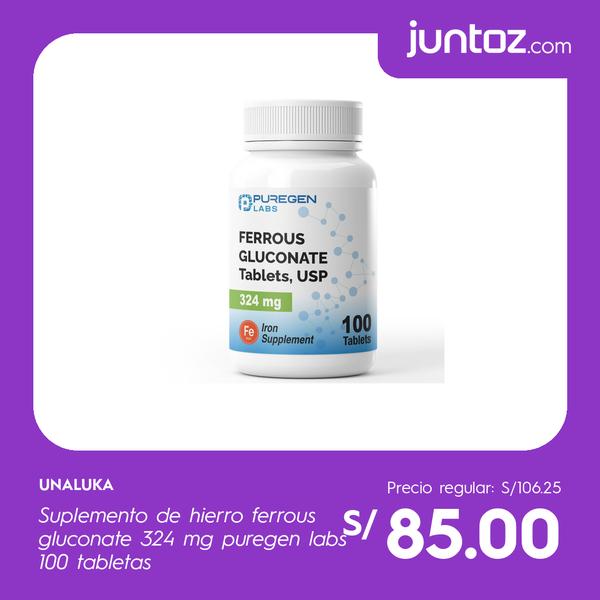 juntoz.com
PUREGEN
LABS
FERROUS
GLUCONATE
Tablets, USP
324 mg
Fe
Iron
Supplement
100
Tablets
UNALUKA
Suplemento de hierro ferrous
gluconate 324 mg puregen labs
100 tabletas
Precio regular: S/106.25
S/ 85.00